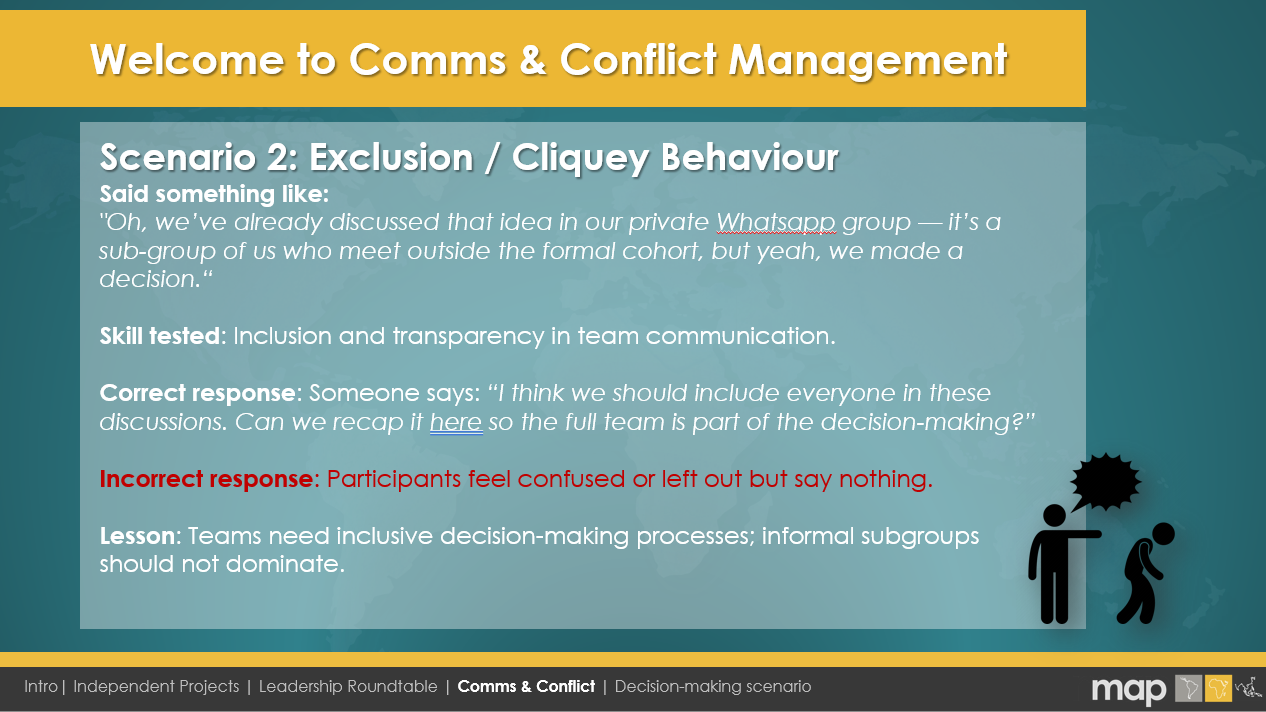 Welcome to Comms & Conflict Management
Scenario 2: Exclusion / Cliquey Behaviour
Said something like:
"Oh, we’ve already discussed that idea in our private Whatsapp group — it’s a
sub-group of us who meet outside the formal cohort, but yeah, we made a
decision.“
Skill tested: Inclusion and transparency in team communication.
Correct response: Someone says: “I think we should include everyone in these
discussions. Can we recap it here so the full team is part of the decision-making?”
Incorrect response: Participants feel confused or left out but say nothing.
Lesson: Teams need inclusive decision-making processes; informal subgroups
should not dominate.
Intro| Independent Projects | Leadership Roundtable | Comms & Conflict | Decision-making scenario
map